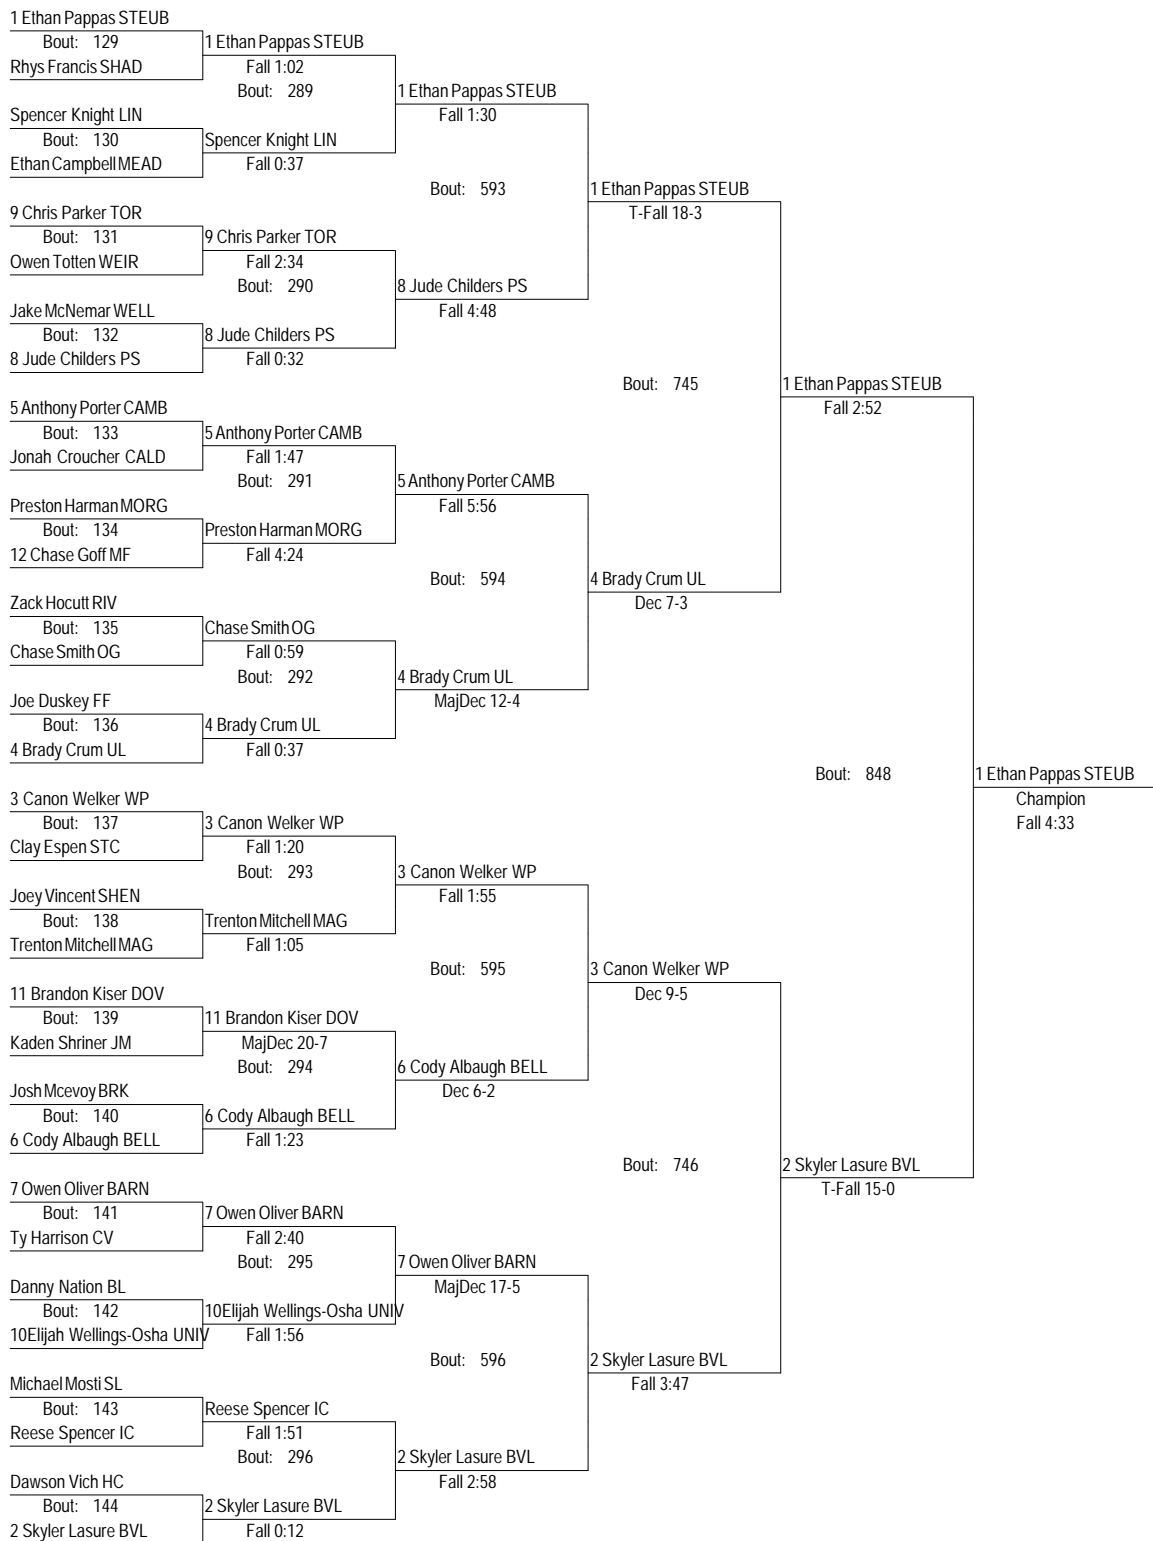 1 Ethan Pappas STEUB
Bout: 129
1 Ethan Pappas STEUB
Rhys Francis SHAD
Fall 1:02
Bout: 289
1 Ethan Pappas STEUB
Spencer Knight LIN
Fall 1:30
Bout: 130
Spencer Knight LIN
Ethan Campbell MEAD
Fall 0:37
Bout: 593
1 Ethan Pappas STEUB
9 Chris Parker TOR
T-Fall 18-3
Bout: 131
9 Chris Parker TOR
Owen Totten WEIR
Fall 2:34
Bout: 290
8 Jude Childers PS
Jake McNemar WELL
Fall 4:48
Bout: 132
8 Jude Childers PS
8 Jude Childers PS
Fall 0:32
Bout: 745
1 Ethan Pappas STEUB
5 Anthony Porter CAMB
Fall 2:52
Bout: 133
5 Anthony Porter CAMB
Jonah Croucher CALD
Fall 1:47
Bout: 291
5 Anthony Porter CAMB
Preston Harman MORG
Fall 5:56
Bout: 134
Preston Harman MORG
12 Chase Goff MF
Fall 4:24
Bout: 594
4 Brady Crum UL
Zack Hocutt RIV
Dec 7-3
Bout: 135
Chase Smith OG
Chase Smith OG
Fall 0:59
Bout: 292
4 Brady Crum UL
Joe Duskey FF
MajDec 12-4
Bout: 136
4 Brady Crum UL
4 Brady Crum UL
Fall 0:37
Bout: 848
1 Ethan Pappas STEUB
3 Canon Welker WP
Champion
Bout: 137
3 Canon Welker WP
Fall 4:33
Clay Espen STC
Fall 1:20
Bout: 293
3 Canon Welker WP
Joey Vincent SHEN
Fall 1:55
Bout: 138
Trenton Mitchell MAG
Trenton Mitchell MAG
Fall 1:05
Bout: 595
3 Canon Welker WP
11 Brandon Kiser DOV
Dec 9-5
Bout: 139
11 Brandon Kiser DOV
Kaden Shriner JM
MajDec 20-7
Bout: 294
6 Cody Albaugh BELL
Josh Mcevoy BRK
Dec 6-2
Bout: 140
6 Cody Albaugh BELL
6 Cody Albaugh BELL
Fall 1:23
Bout: 746
2 Skyler Lasure BVL
7 Owen Oliver BARN
T-Fall 15-0
Bout: 141
7 Owen Oliver BARN
Ty Harrison CV
Fall 2:40
Bout: 295
7 Owen Oliver BARN
Danny Nation BL
MajDec 17-5
Bout: 142
10Elijah Wellings-Osha UNIV
10Elijah Wellings-Osha UNIV
Fall 1:56
Bout: 596
2 Skyler Lasure BVL
Michael Mosti SL
Fall 3:47
Bout: 143
Reese Spencer IC
Reese Spencer IC
Fall 1:51
Bout: 296
2 Skyler Lasure BVL
Dawson Vich HC
Fall 2:58
Bout: 144
2 Skyler Lasure BVL
2 Skyler Lasure BVL
Fall 0:12